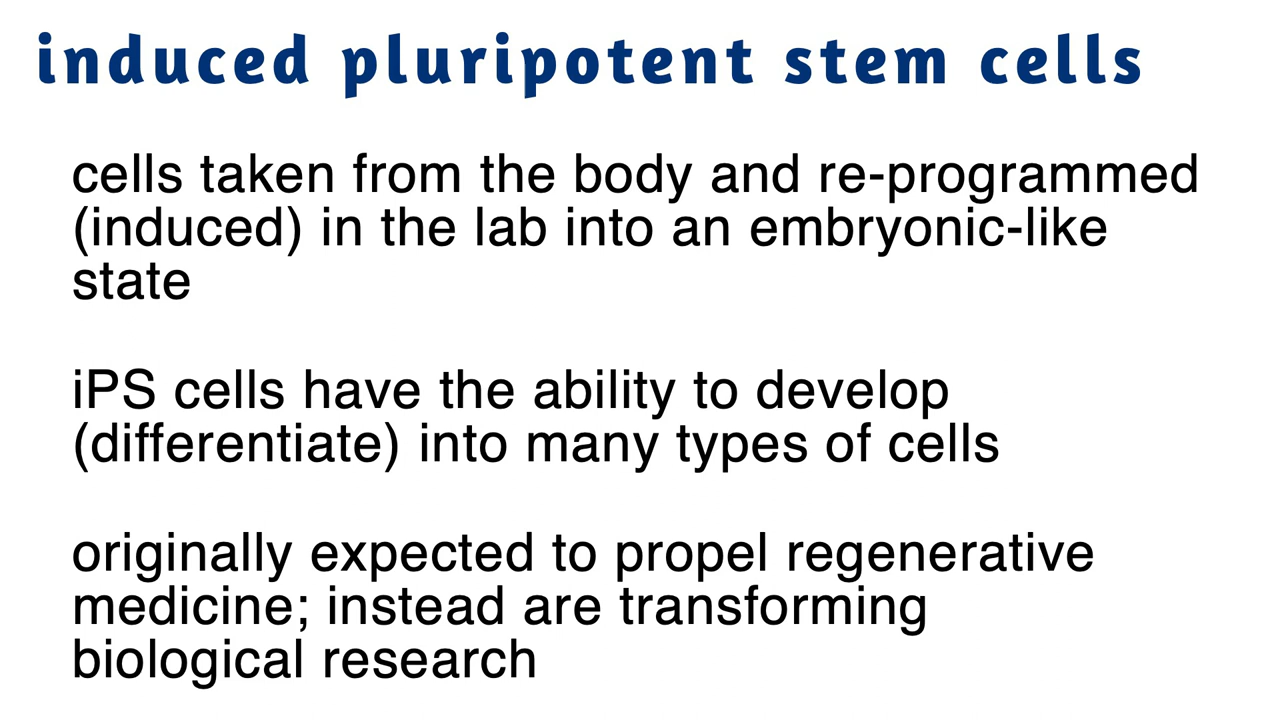 induced pluripotent stem cells
cells taken from the body and re-programmed
(induced) in the lab into an embryonic-like
state
iPS cells have the ability to develop
(differentiate) into many types of cells
originally expected to propel regenerative
medicine; instead are transforming
biological research